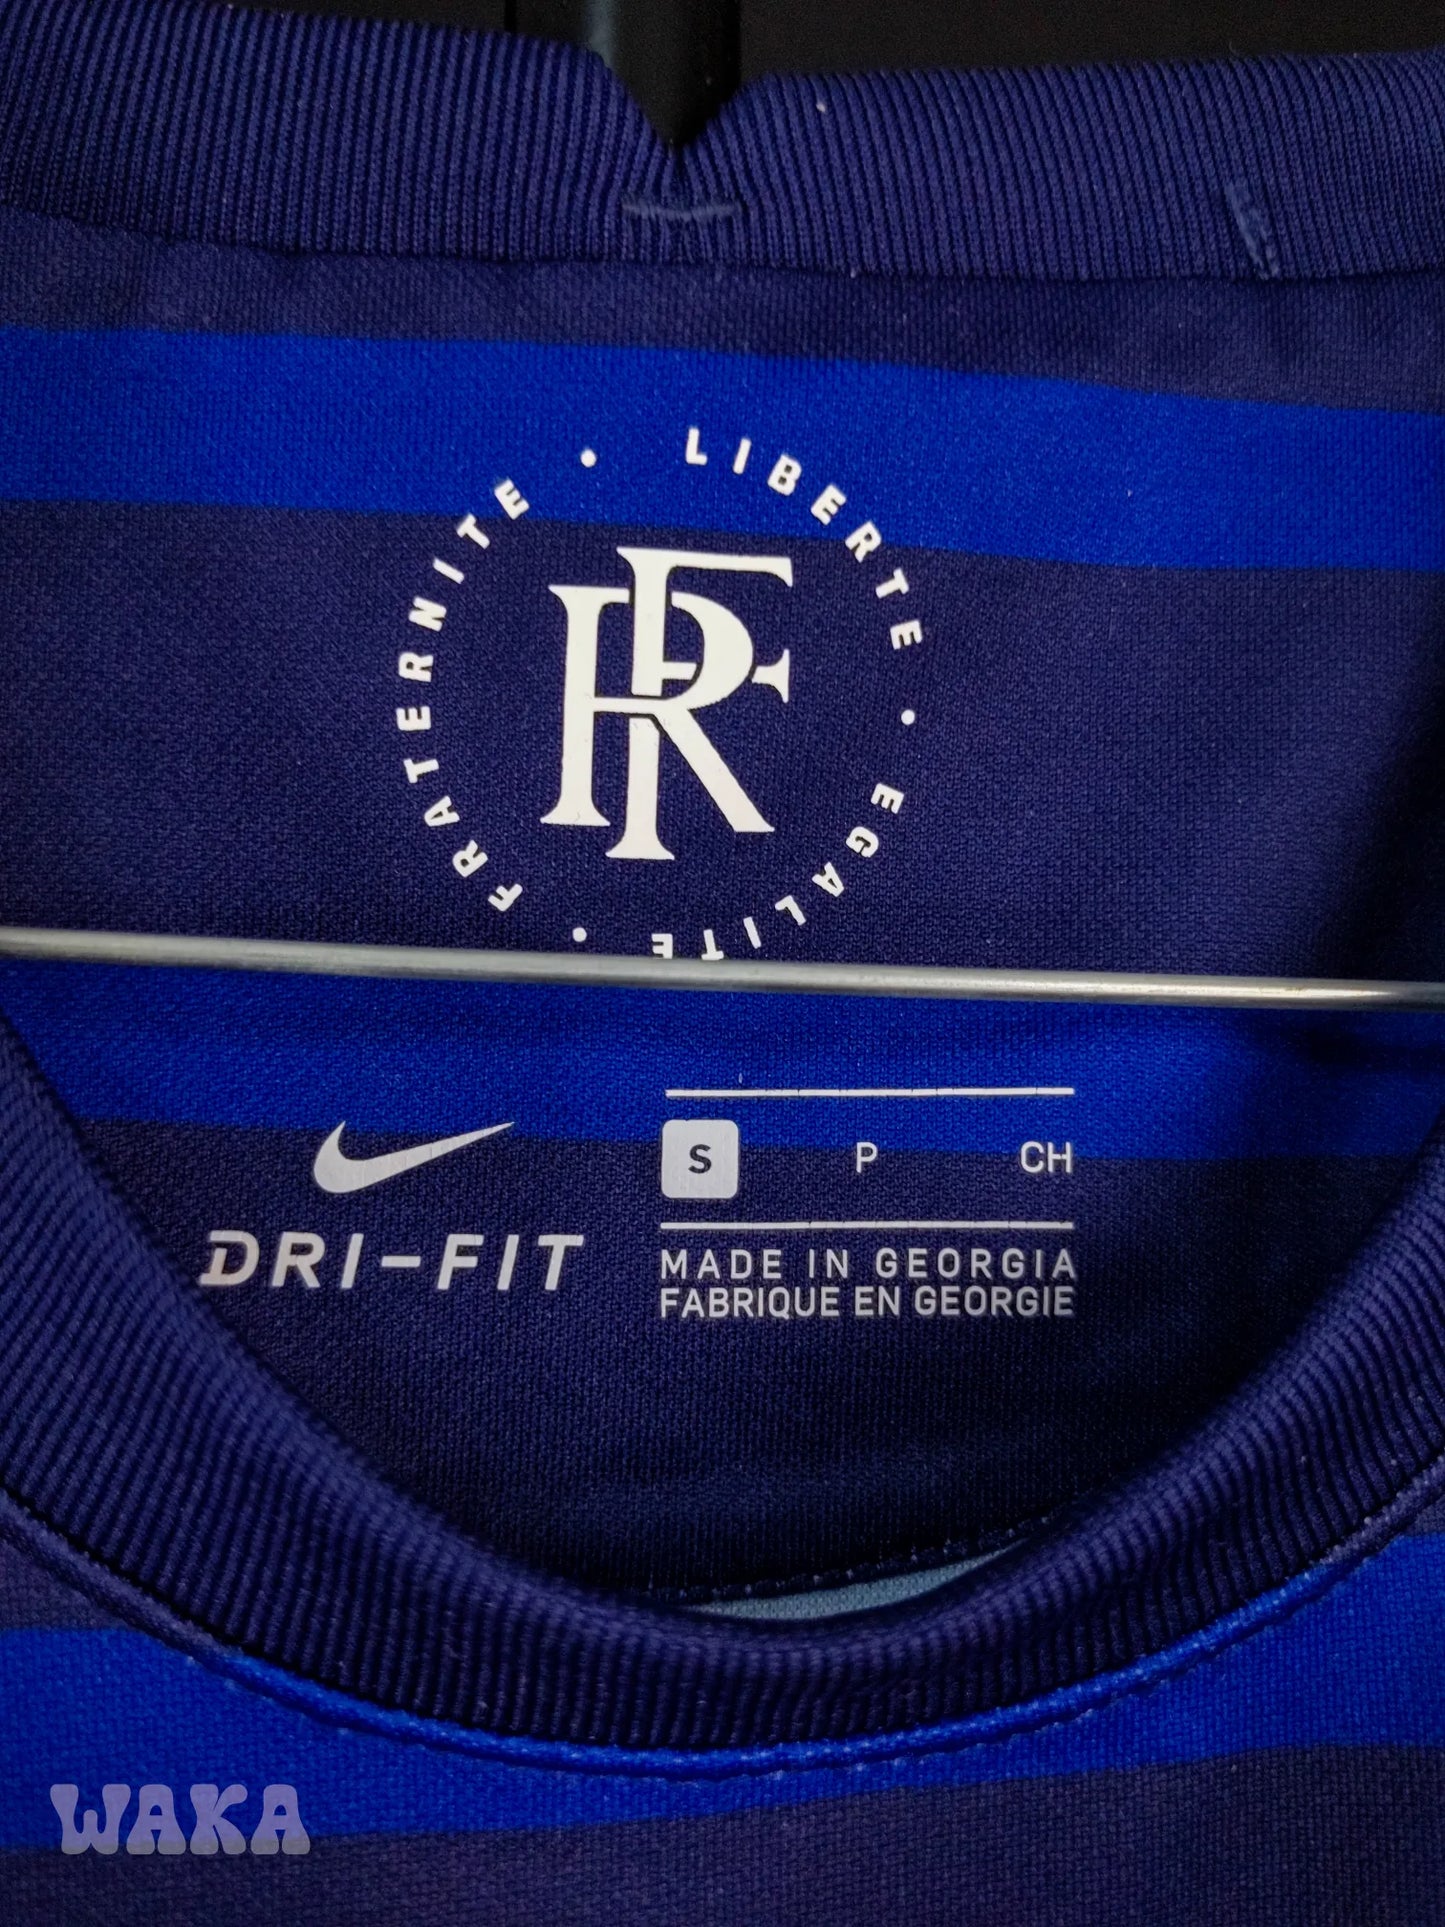 LIBERTE • EGALITE • FRATERNITE •
RF
S P CH
DRI-FIT
MADE IN GEORGIA
FABRIQUE EN GEORGIE
WAKA